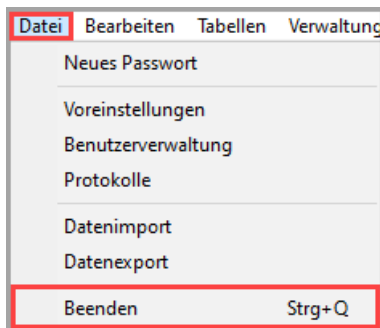 Datei Bearbeiten Tabellen Verwaltung
Neues Passwort
Voreinstellungen
Benutzerverwaltung
Protokolle
Datenimport
Datenexport
Beenden Strg+Q